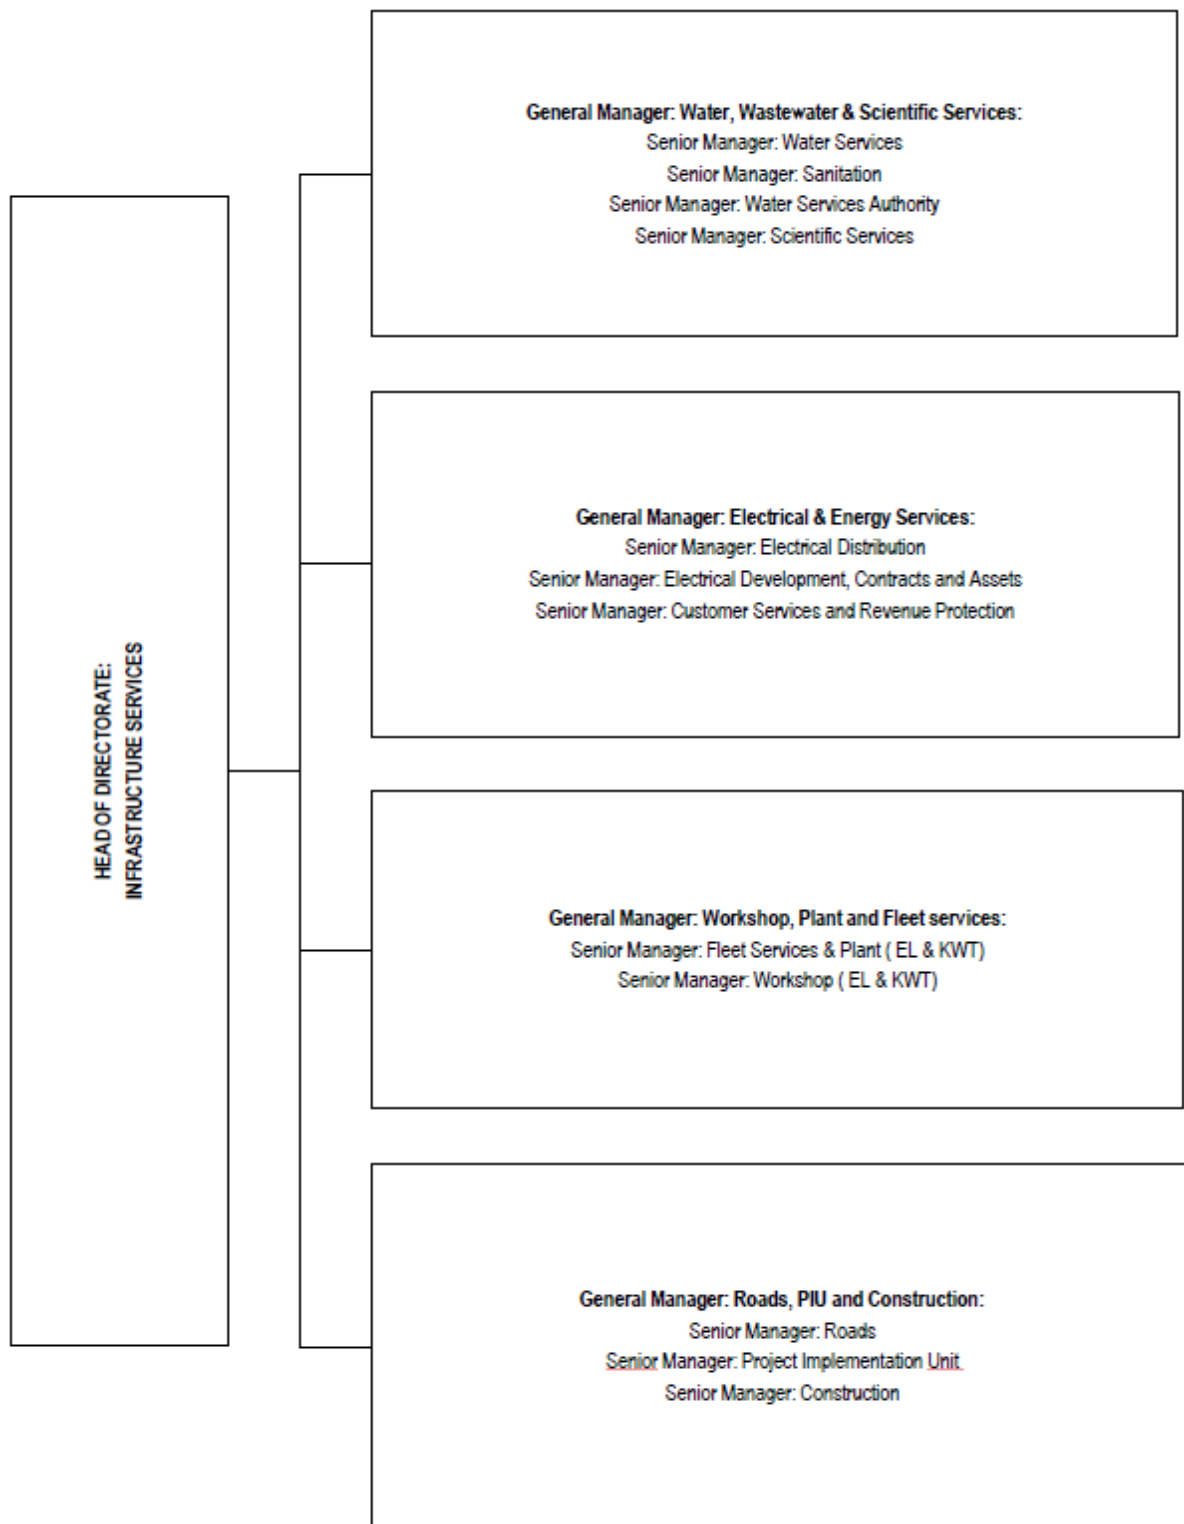 HEAD OF DIRECTORATE:
INFRASTRUCTURE SERVICES
General Manager: Water, Wastewater & Scientific Services:
Senior Manager: Water Services
Senior Manager: Sanitation
Senior Manager: Water Services Authority
Senior Manager: Scientific Services
General Manager: Electrical & Energy Services:
Senior Manager: Electrical Distribution
Senior Manager: Electrical Development, Contracts and Assets
Senior Manager: Customer Services and Revenue Protection
General Manager: Workshop, Plant and Fleet services:
Senior Manager: Fleet Services & Plant ( EL & KWT)
Senior Manager: Workshop ( EL & KWT)
General Manager: Roads, PIU and Construction:
Senior Manager: Roads
Senior Manager: Project Implementation Unit
Senior Manager: Construction